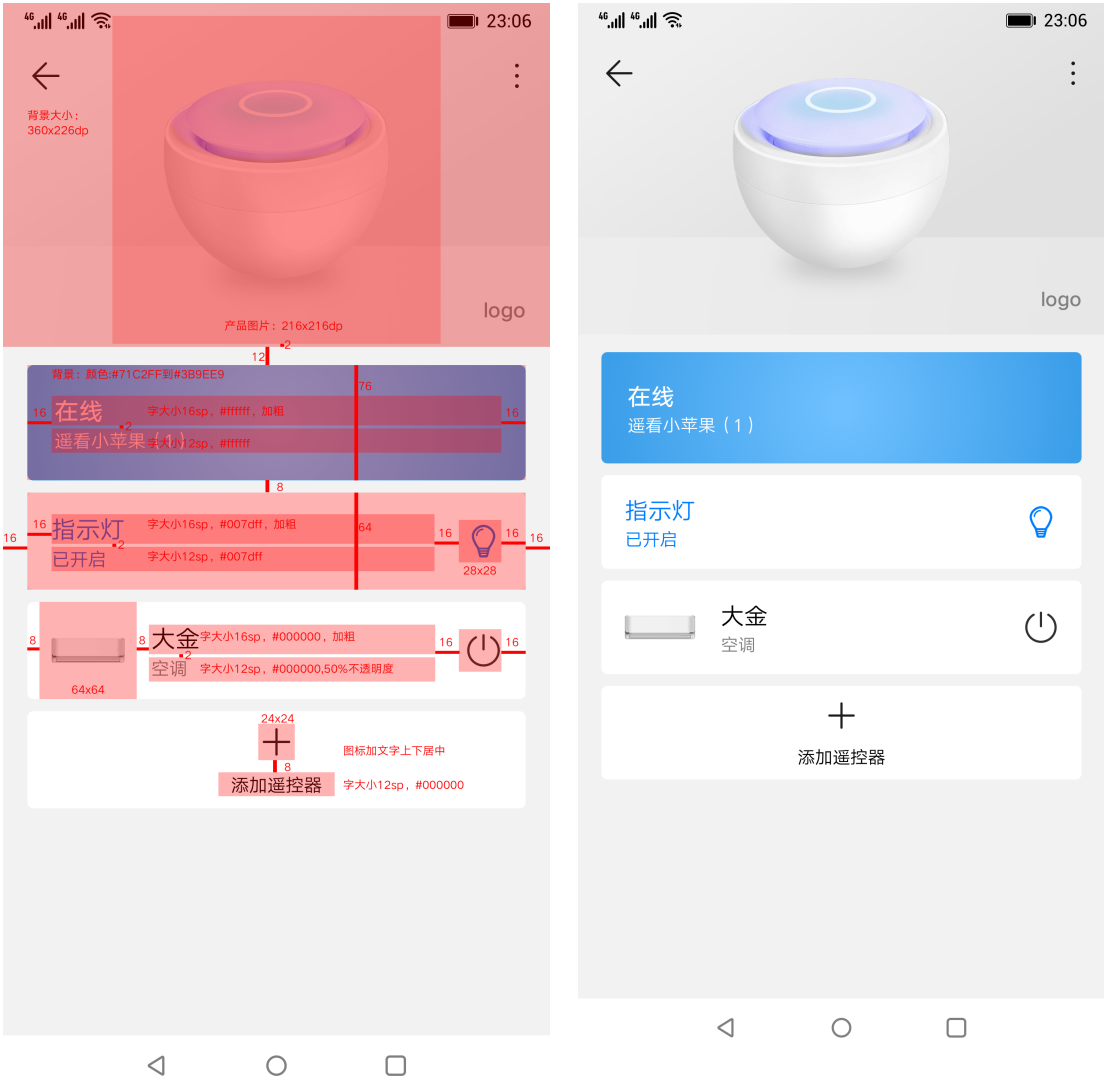 4G 4G 23:06
背景大小：
360x226dp
logo
产品图片：216x216dp
2
12
背景：颜色:#71C2FF到#3B9EE9
76
16 在线 字大小16sp，#ffffff，加粗 16
2
遥看小苹果（1） 字大小12sp，#ffffff
8
16 指示灯 字大小16sp，#007dff，加粗 64 16 16
16 2 16
已开启 字大小12sp，#007dff
28x28
8 8 大金 字大小16sp，#000000，加粗 16 16
2
空调 字大小12sp，#000000,50%不透明度
64x64
24x24
图标加文字上下居中
8
添加遥控器 字大小12sp，#000000
4G 4G 23:06
logo
在线
遥看小苹果（1）
指示灯
已开启
大金
空调
添加遥控器